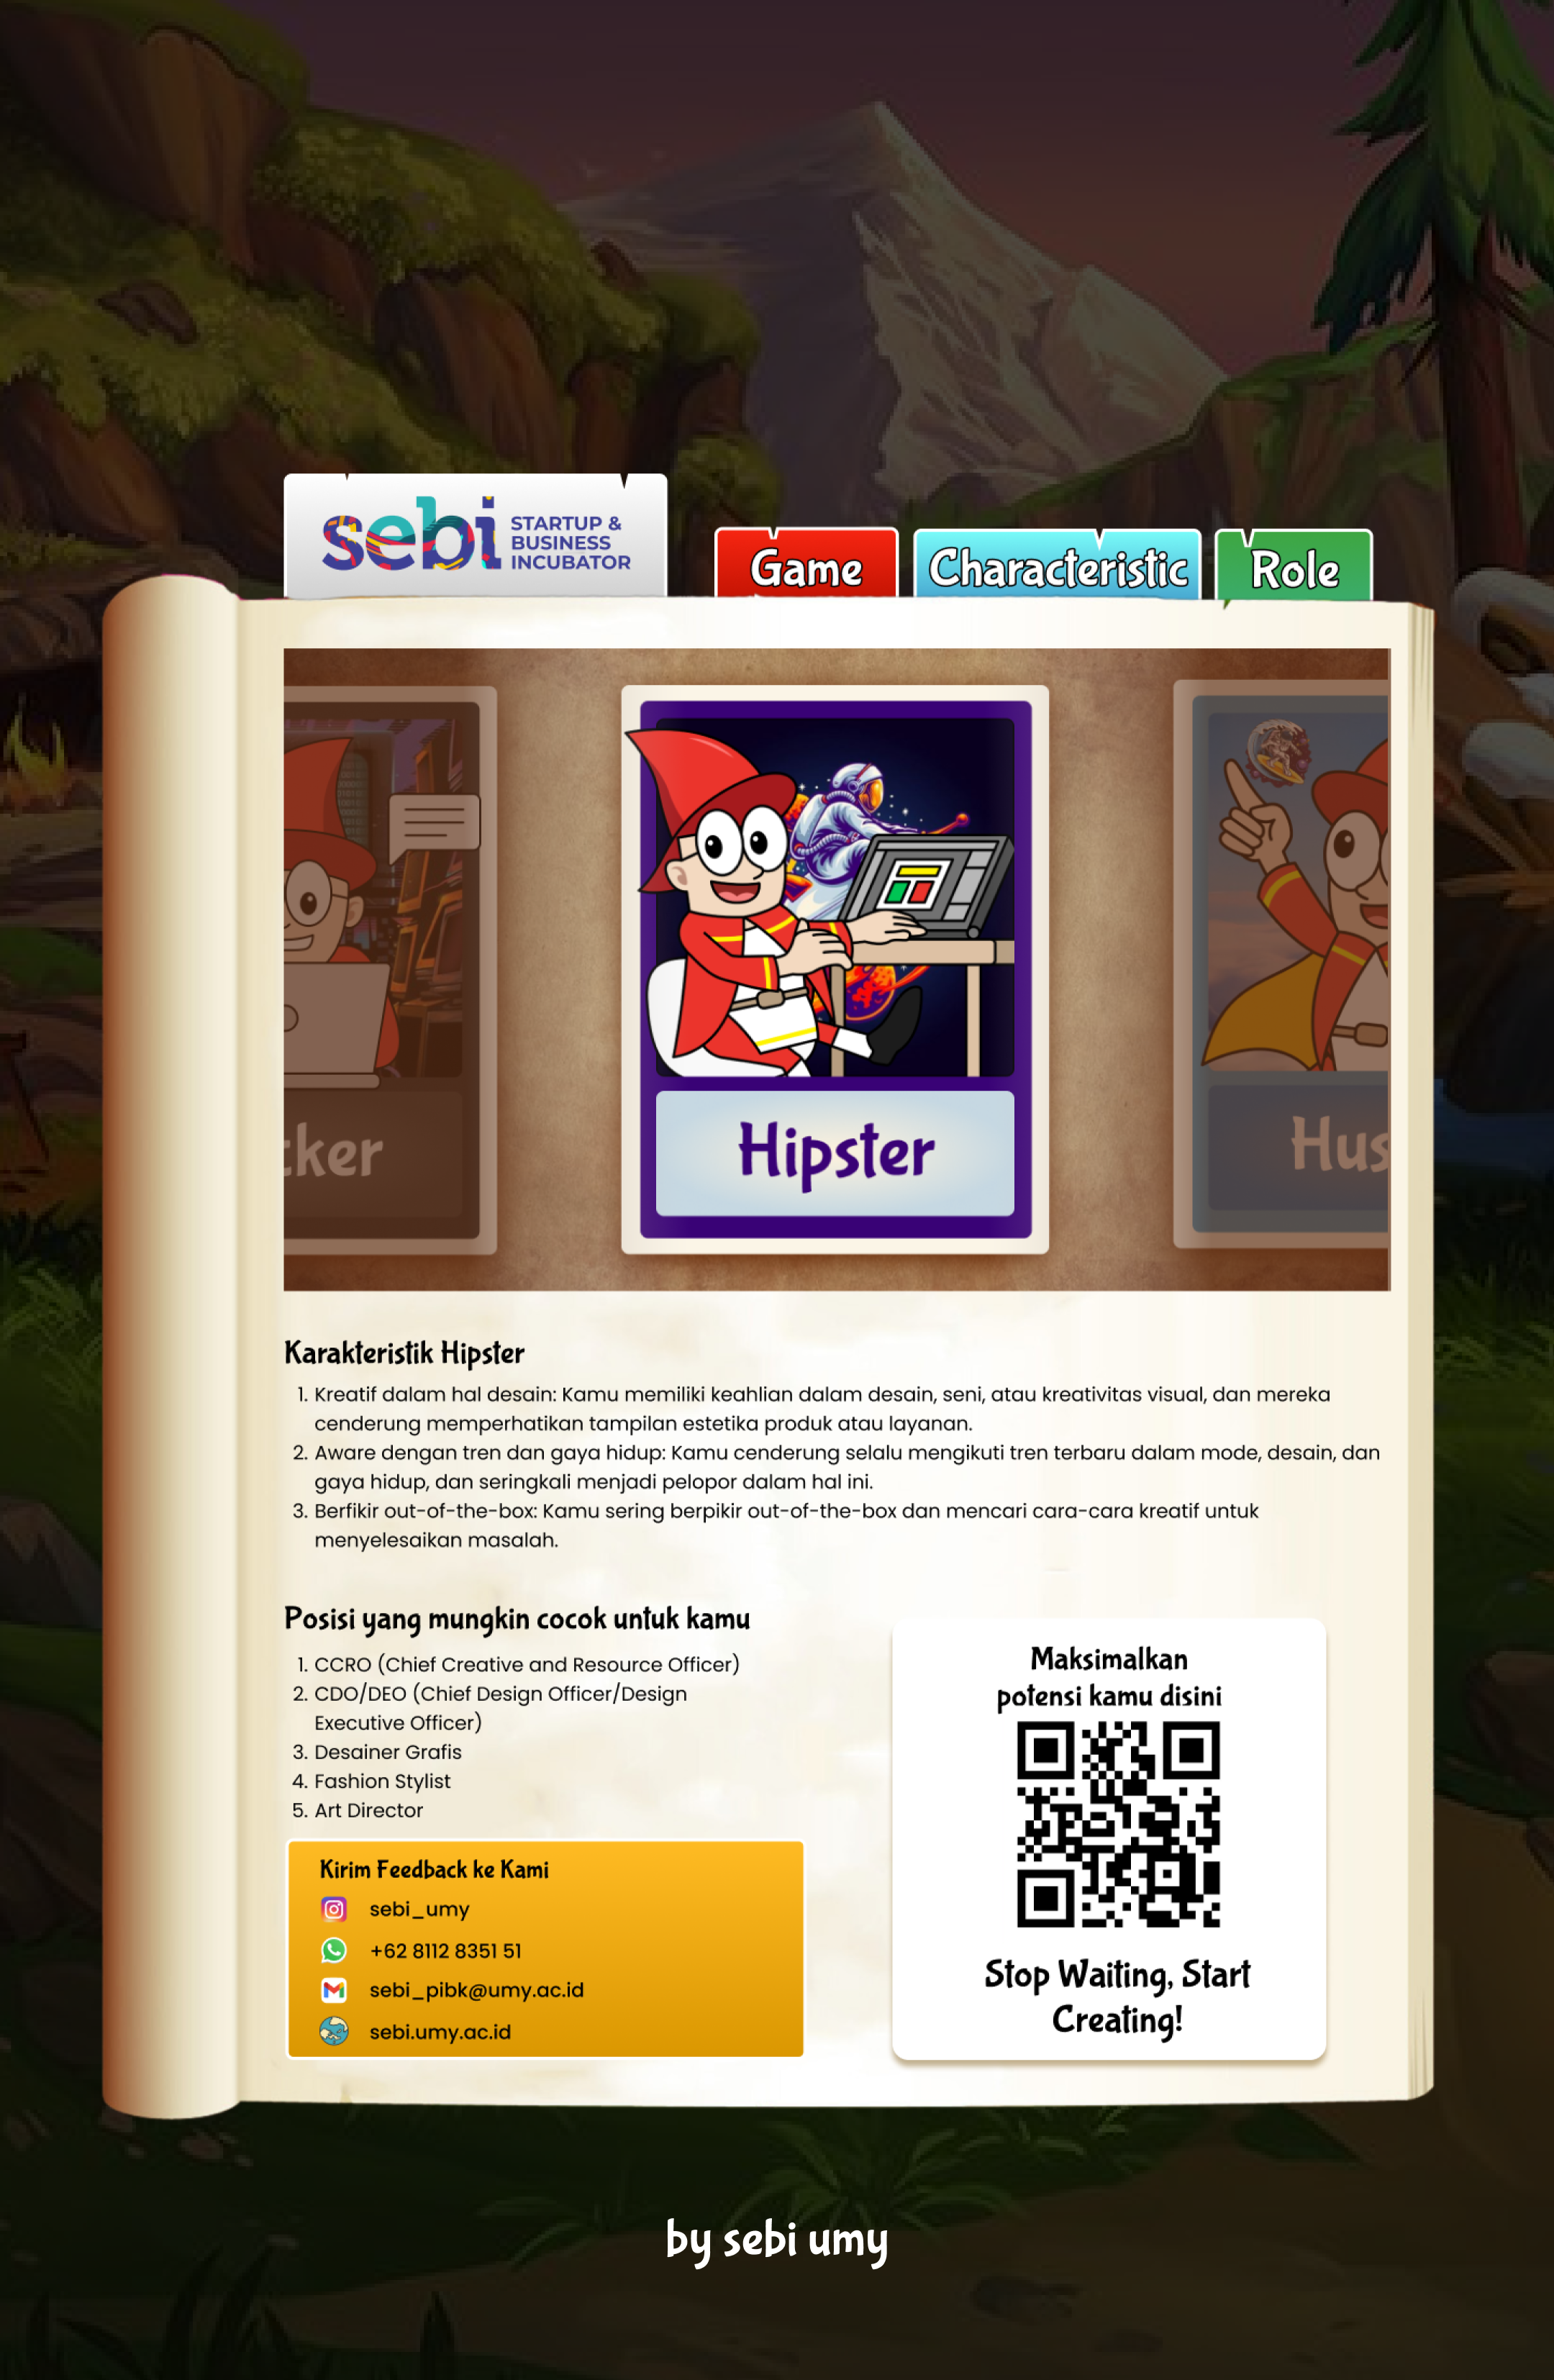 sebi STARTUP &
BUSINESS
INCUBATOR
Game
Characteristic
Role
cker
Hipster
Hus
Karakteristik Hipster
1. Kreatif dalam hal desain: Kamu memiliki keahlian dalam desain, seni, atau kreativitas visual, dan mereka
cenderung memperhatikan tampilan estetika produk atau layanan.
2. Aware dengan tren dan gaya hidup: Kamu cenderung selalu mengikuti tren terbaru dalam mode, desain, dan
gaya hidup, dan seringkali menjadi pelopor dalam hal ini.
3. Berfikir out-of-the-box: Kamu sering berpikir out-of-the-box dan mencari cara-cara kreatif untuk
menyelesaikan masalah.
Posisi yang mungkin cocok untuk kamu
1. CCRO (Chief Creative and Resource Officer)
2. CDO/DEO (Chief Design Officer/Design
Executive Officer)
3. Desainer Grafis
4. Fashion Stylist
5. Art Director
Kirim Feedback ke Kami
sebi_umy
+62 8112 8351 51
sebi_pibk@umy.ac.id
sebi.umy.ac.id
Maksimalkan
potensi kamu disini
Stop Waiting, Start
Creating!
by sebi umy